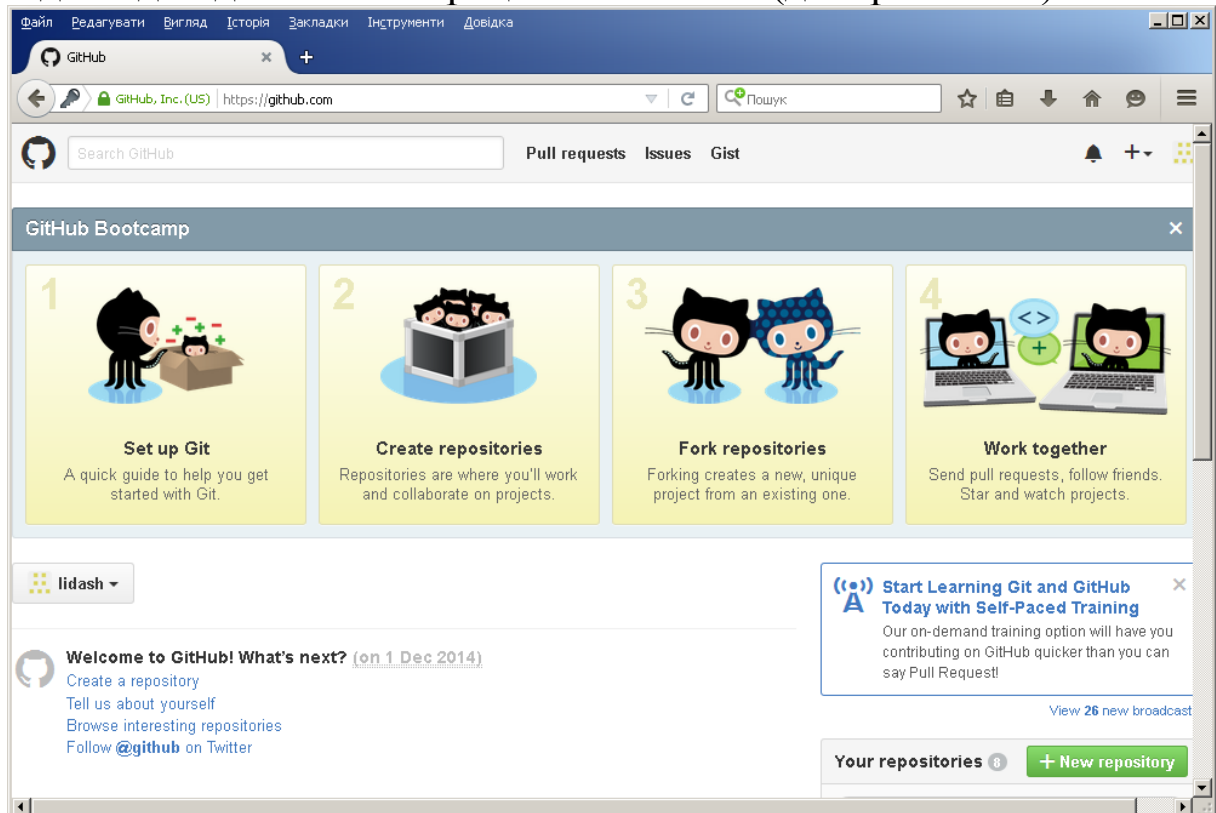 Файл Редагувати Вигляд Історія Закладки Інструменти Довідка
GitHub
GitHub, Inc. (US) https://github.com Пошук
Search GitHub Pull requests Issues Gist
GitHub Bootcamp
1
Set up Git
A quick guide to help you get
started with Git.
2
Create repositories
Repositories are where you'll work
and collaborate on projects.
3
Fork repositories
Forking creates a new, unique
project from an existing one.
4
Work together
Send pull requests, follow friends.
Star and watch projects.
lidash
Welcome to GitHub! What's next? (on 1 Dec 2014)
Create a repository
Tell us about yourself
Browse interesting repositories
Follow @github on Twitter
Start Learning Git and GitHub
Today with Self-Paced Training
Our on-demand training option will have you
contributing on GitHub quicker than you can
say Pull Request!
View 26 new broadcast
Your repositories 8 + New repository